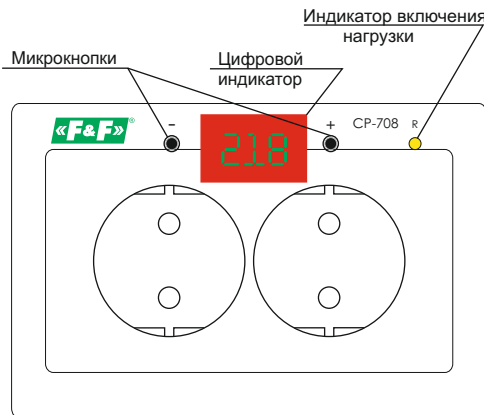 Индикатор включения
нагрузки
Микрокнопки
Цифровой
индикатор
«F&F»®
- 218 + CP-708 R